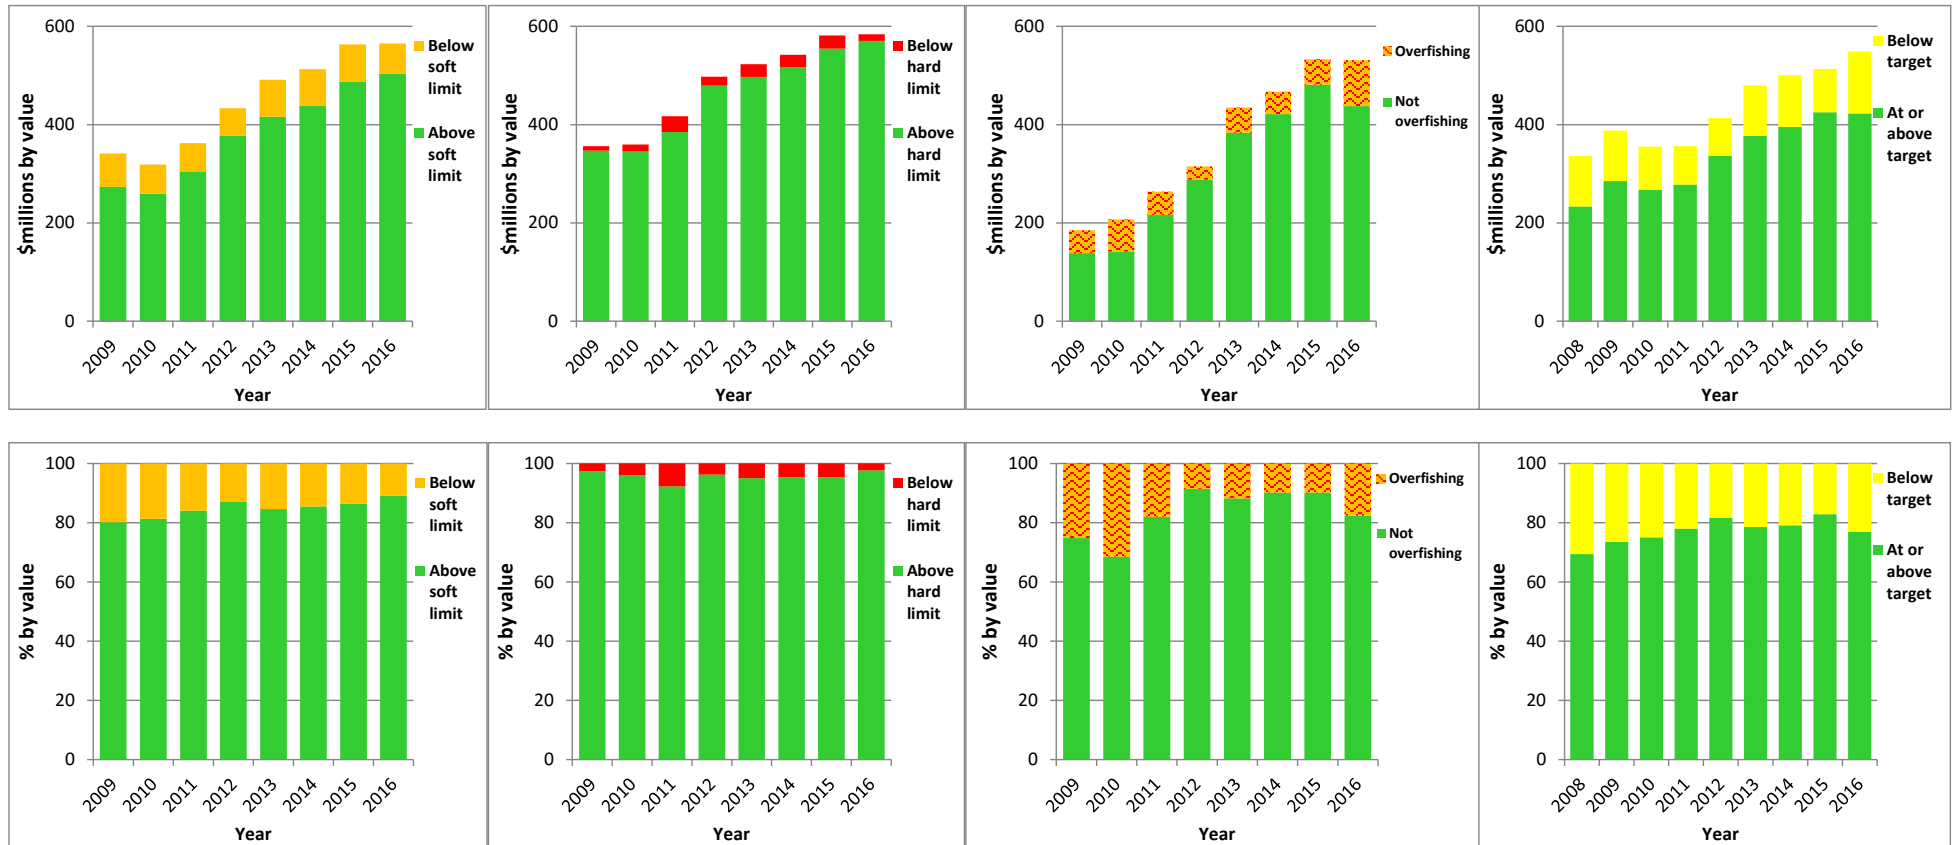 $millions by value
600
400
200
0
2009 2010 2011 2012 2013 2014 2015 2016
Year
Below
soft
limit
Above
soft
limit
$millions by value
600
400
200
0
2009 2010 2011 2012 2013 2014 2015 2016
Year
Below
hard
limit
Above
hard
limit
$millions by value
600
400
200
0
2009 2010 2011 2012 2013 2014 2015 2016
Year
Overfishing
Not
overfishing
$millions by value
600
400
200
0
2008 2009 2010 2011 2012 2013 2014 2015 2016
Year
Below
target
At or
above
target
% by value
100
80
60
40
20
0
2009 2010 2011 2012 2013 2014 2015 2016
Year
Below
soft
limit
Above
soft
limit
% by value
100
80
60
40
20
0
2009 2010 2011 2012 2013 2014 2015 2016
Year
Below
hard
limit
Above
hard
limit
% by value
100
80
60
40
20
0
2009 2010 2011 2012 2013 2014 2015 2016
Year
Overfishing
Not
overfishing
% by value
100
80
60
40
20
0
2008 2009 2010 2011 2012 2013 2014 2015 2016
Year
Below
target
At or
above
target